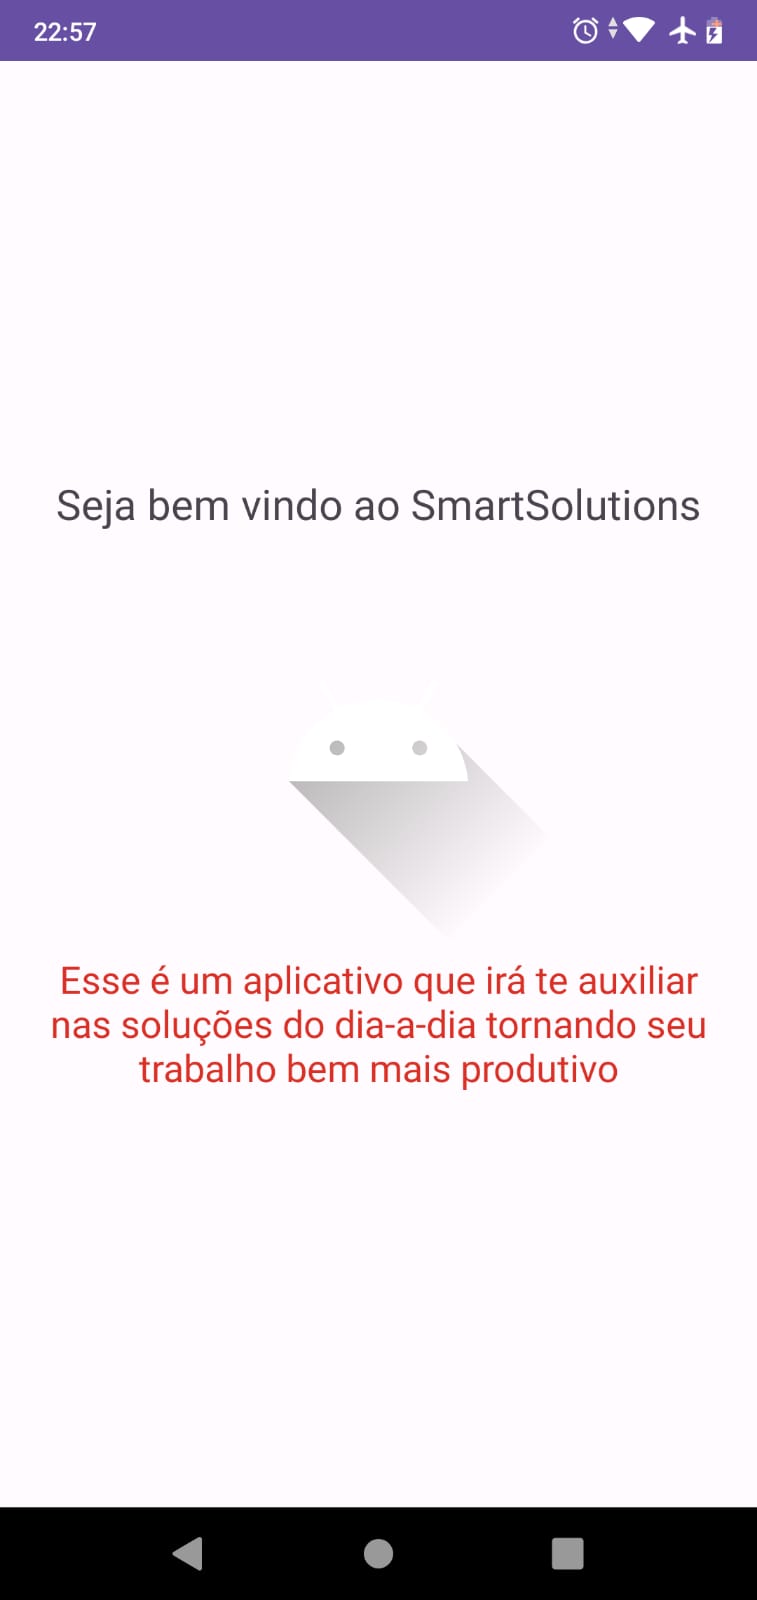 22:57
Seja bem vindo ao SmartSolutions
Esse é um aplicativo que irá te auxiliar
nas soluções do dia-a-dia tornando seu
trabalho bem mais produtivo